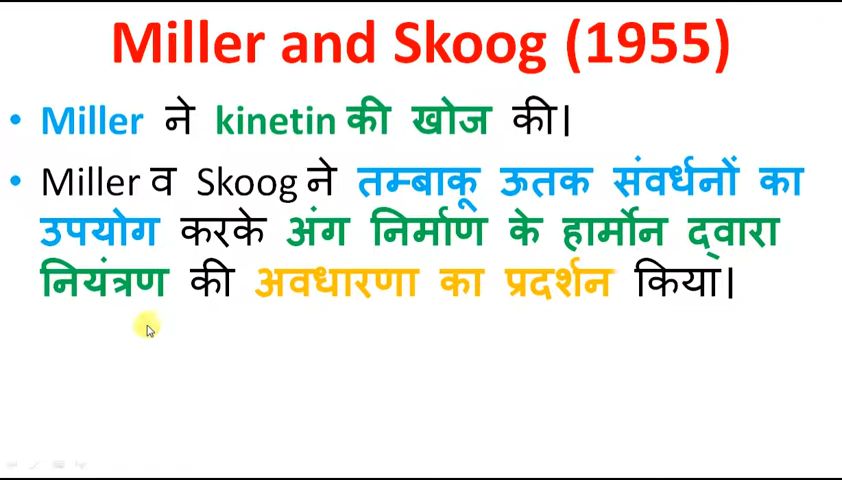 Miller and Skoog (1955)
• Miller ने kinetin की खोज की।
• Miller व Skoog ने तम्बाकू ऊतक संवर्धनों का
उपयोग करके अंग निर्माण के हार्मोन द्वारा
नियंत्रण की अवधारणा का प्रदर्शन किया।